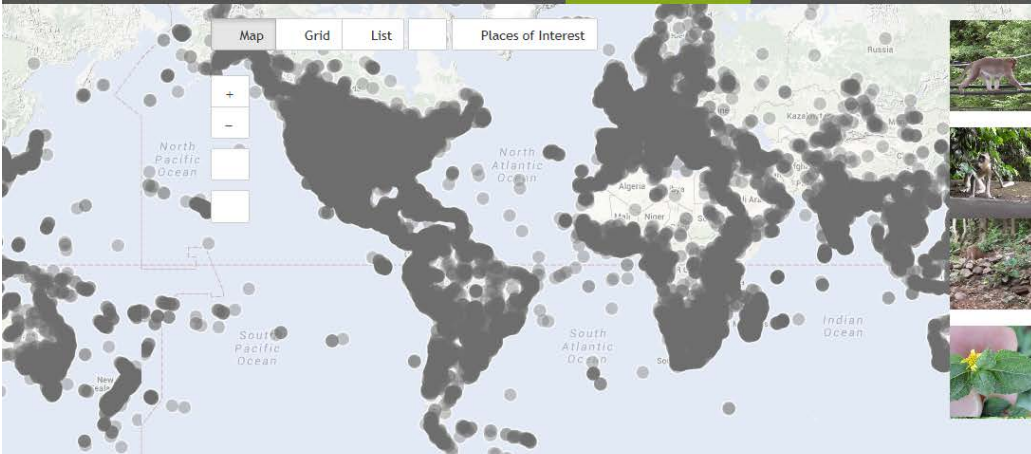 Map Grid List Places of Interest
Russia
+
−
North
Pacific
Ocean
North
Atlantic
Ocean
Algeria
Mali Niger
South
Pacific
Ocean
South
Atlantic
Ocean
Indian
Ocean
New